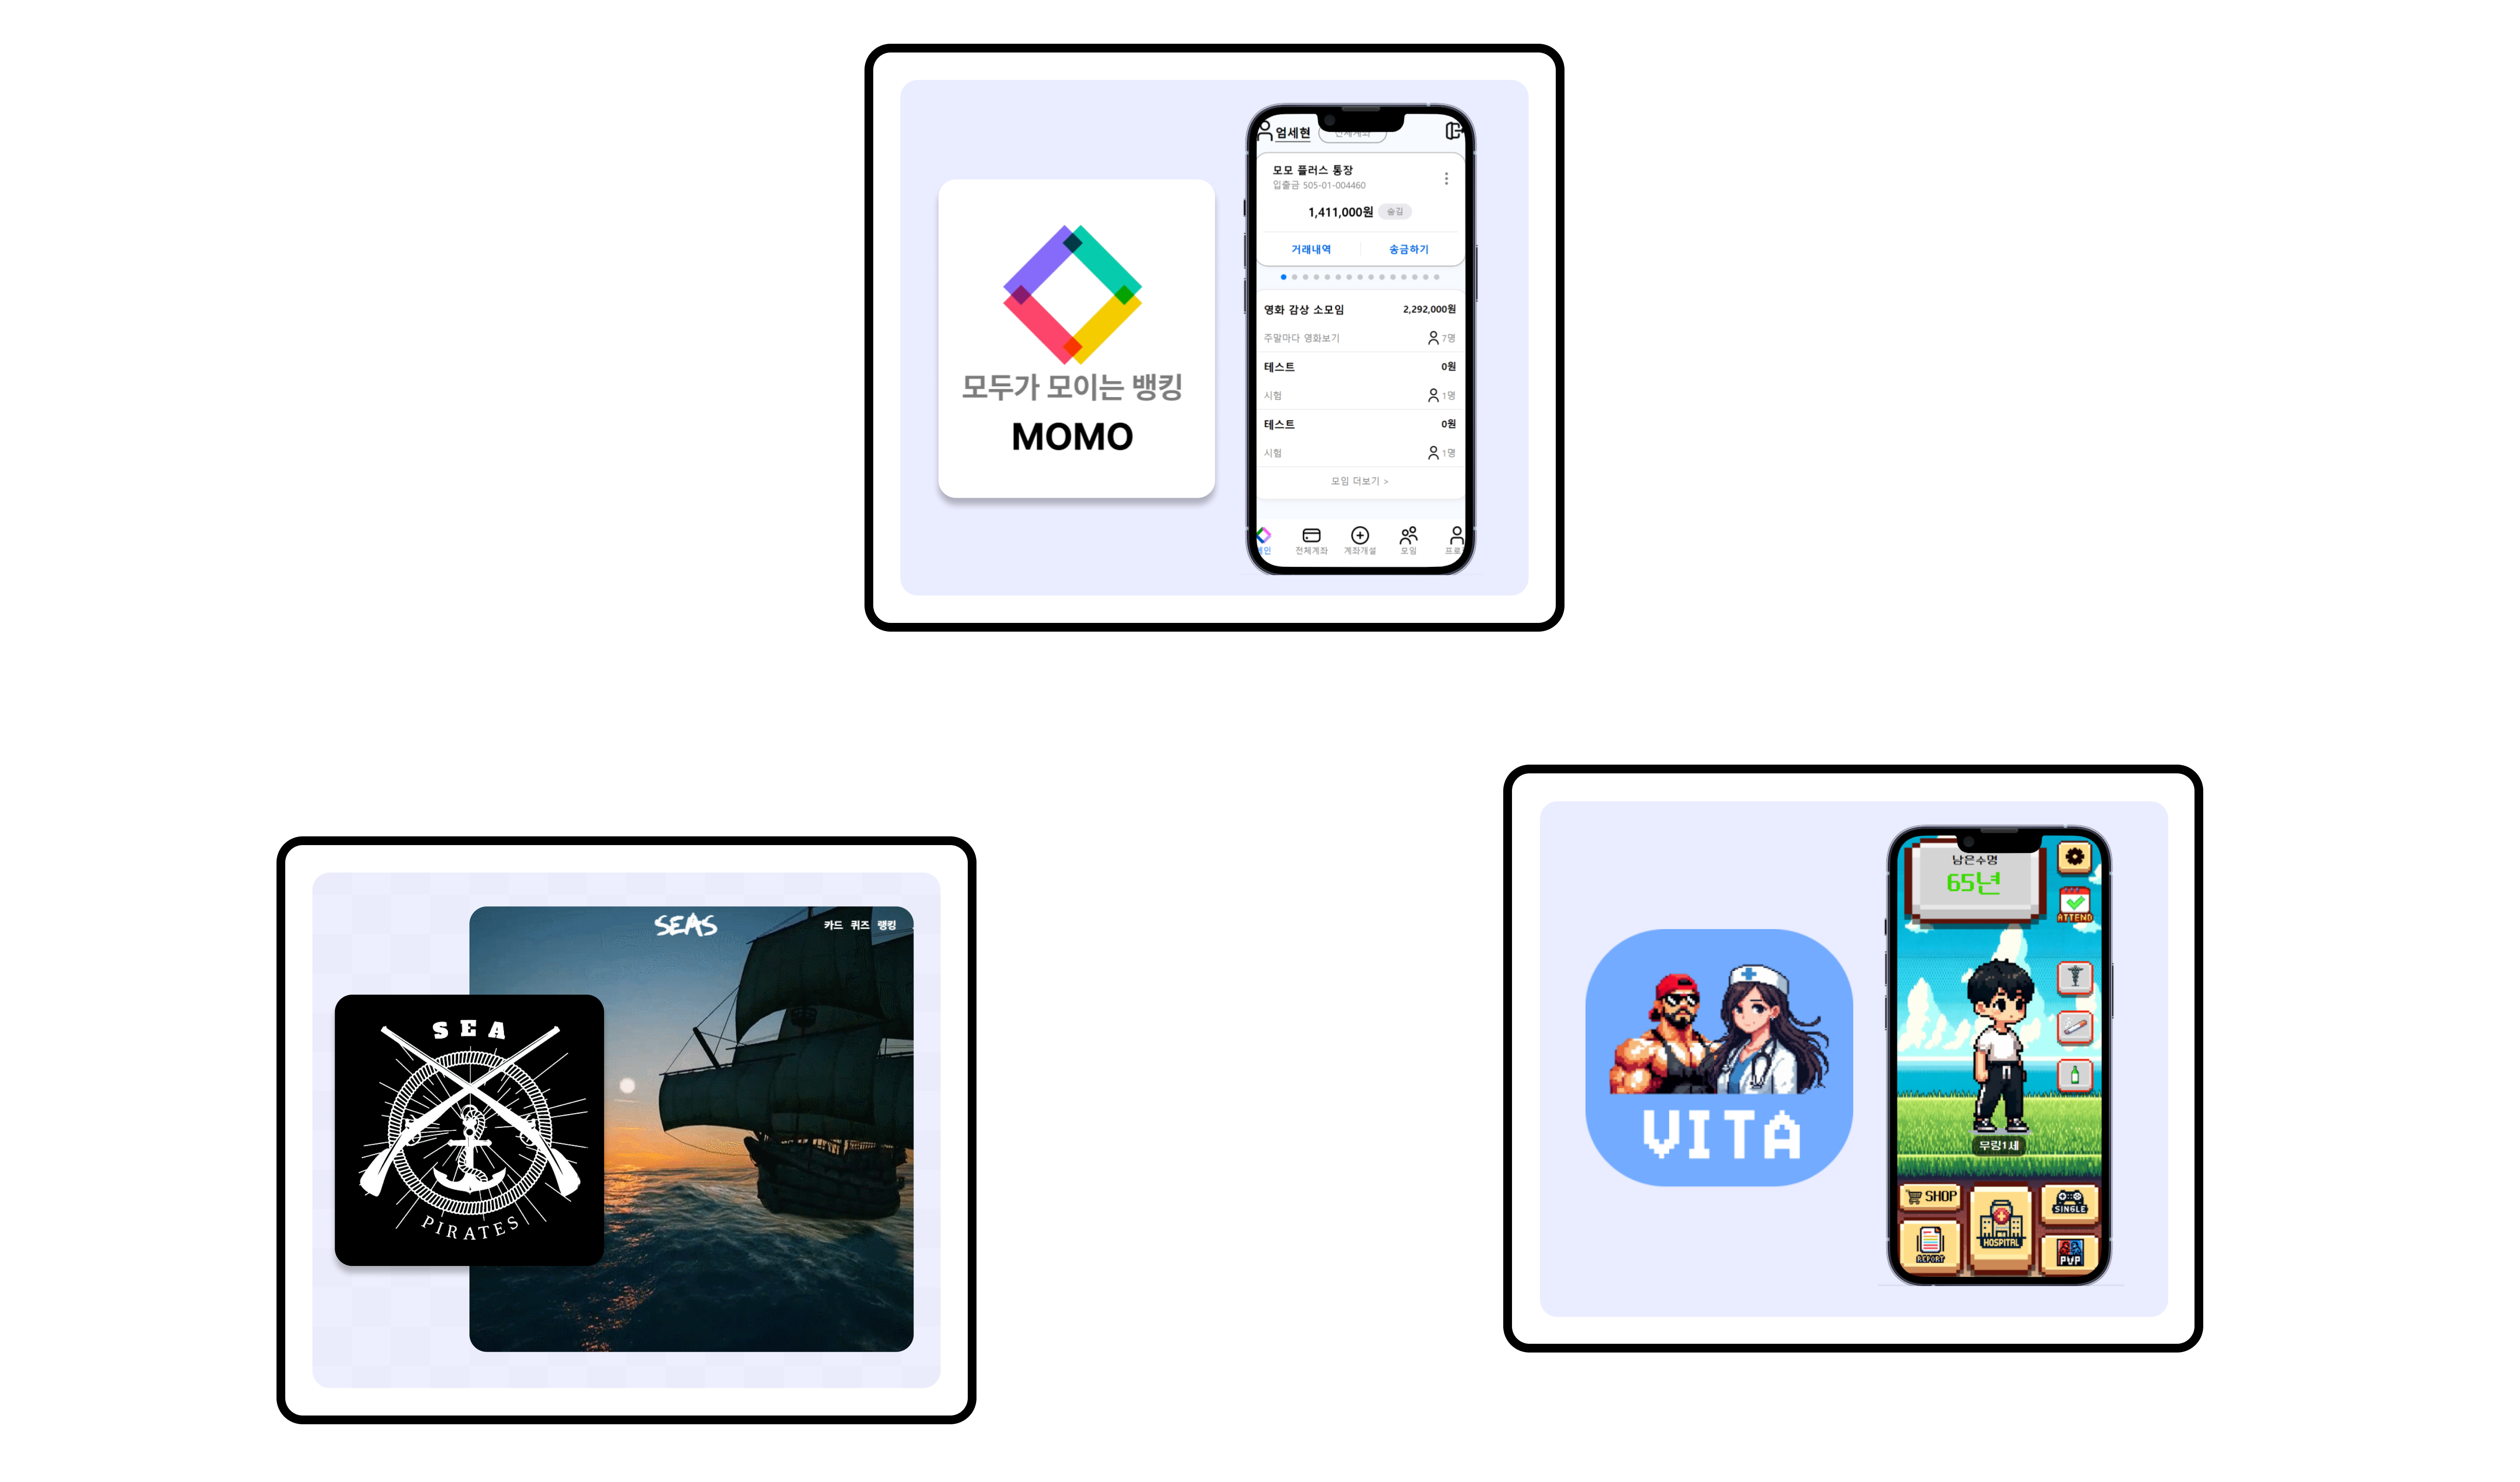 모두가 모이는 뱅킹
MOMO
엄세현
모모 플러스 통장
입출금 505-01-004460
1,411,000원 숨김
거래내역 송금하기
영화 감상 소모임 2,292,000원
주말마다 영화보기 7명
테스트 0원
시험 1명
테스트 0원
시험 1명
모임 더보기 >
전체계좌 계좌개설 모임
SEAS
카드 퀴즈 랭킹
SEA
PIRATES
VITA
남은수명
65년
ATTEND
무링1세
SHOP
REPORT
HOSPITAL
SINGLE
PVP